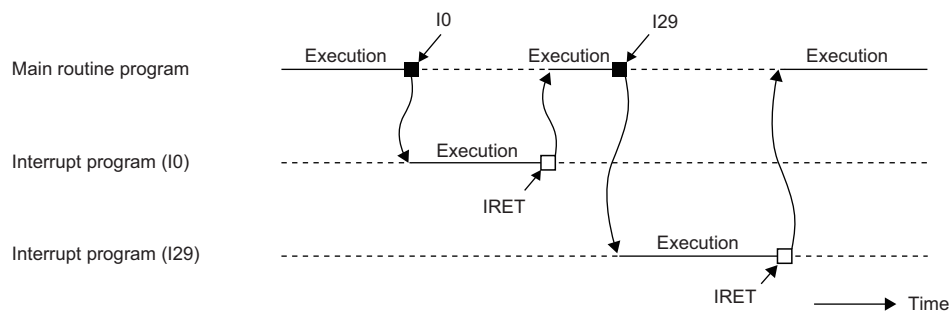 I0
I29
Execution
Execution
Execution
Main routine program
Execution
Interrupt program (I0)
IRET
Execution
Interrupt program (I29)
IRET
Time